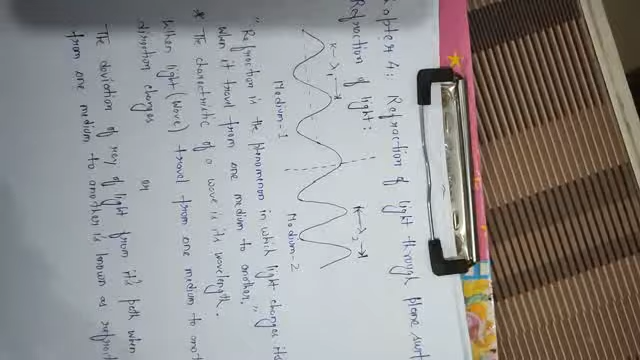 Chapter 4: Refraction of light through plane surf
Refraction of light:
λ₁
λ₂
Medium-1
Medium-2
"Refraction is the phenomenon in which light changes its
when it travel from one medium to another."
* The characteristic of a wave is its wavelength.
When light (wave) travel from one medium to anot
direction changes
on
The deviation of ray of light from it's path when
from one medium to another is known as refracti